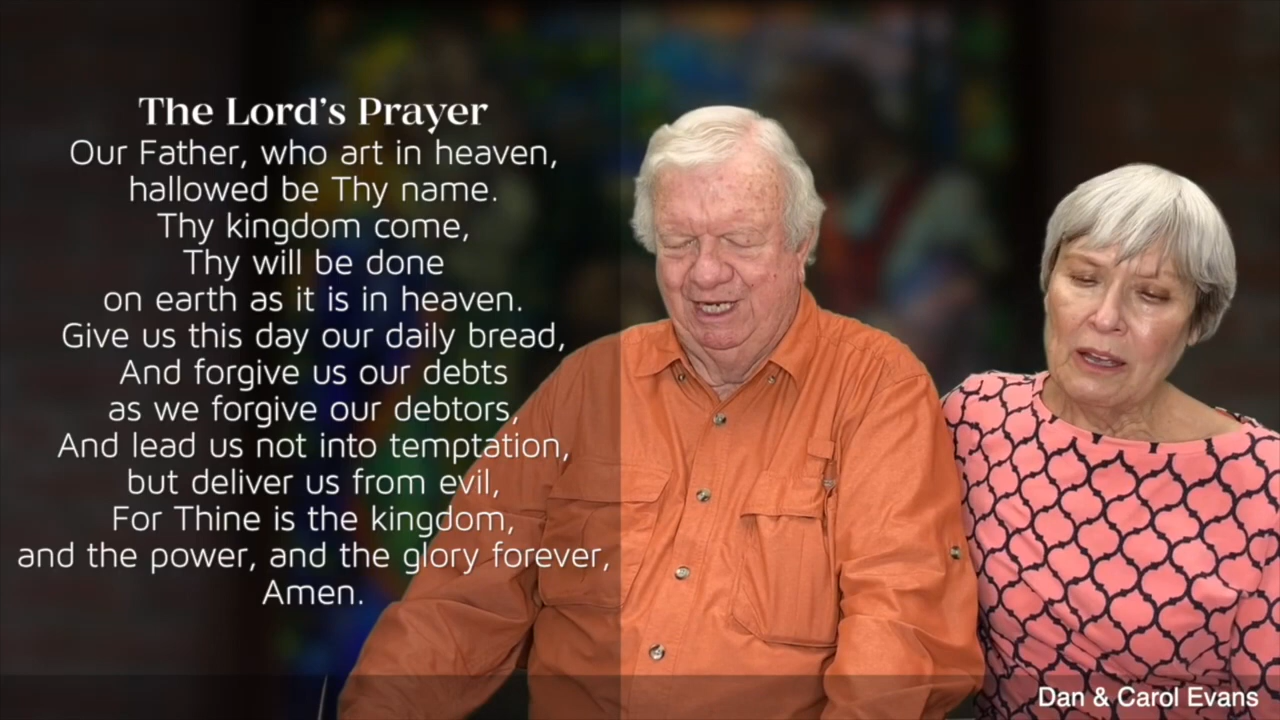 The Lord's Prayer
Our Father, who art in heaven,
hallowed be Thy name.
Thy kingdom come,
Thy will be done
on earth as it is in heaven.
Give us this day our daily bread,
And forgive us our debts
as we forgive our debtors,
And lead us not into temptation,
but deliver us from evil,
For Thine is the kingdom,
and the power, and the glory forever,
Amen.
Dan & Carol Evans